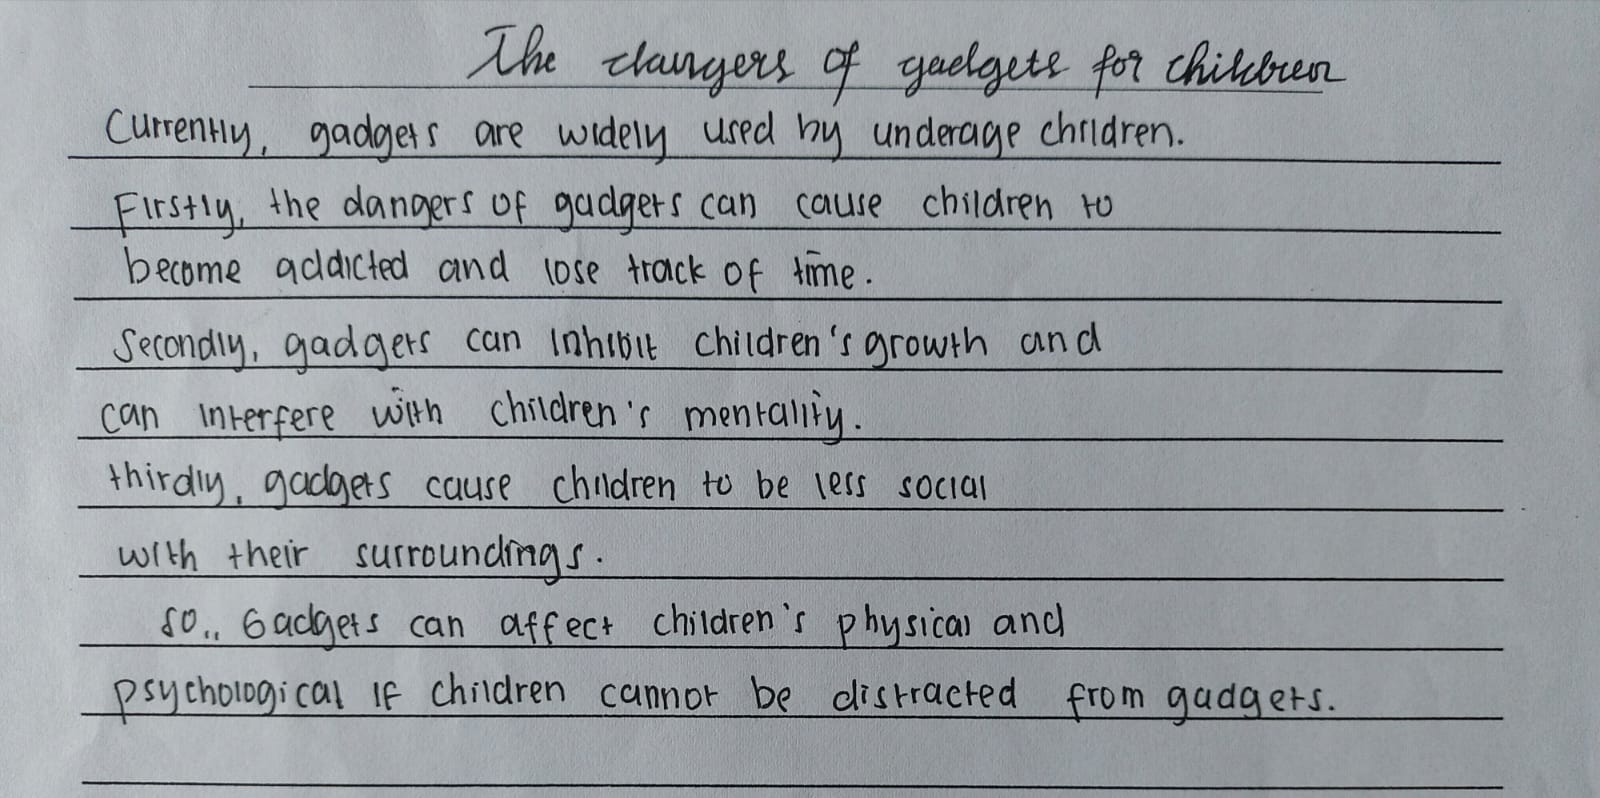 The dangers of gadgets for children
Currently, gadgets are widely used by underage children.
Firstly, the dangers of gadgets can cause children to
become addicted and lose track of time.
Secondly, gadgets can inhibit children's growth and
can interfere with children's mentality.
thirdly, gadgets cause children to be less social
with their surroundings.
so.. Gadgets can affect children's physical and
psychological if children cannot be distracted from gadgets.